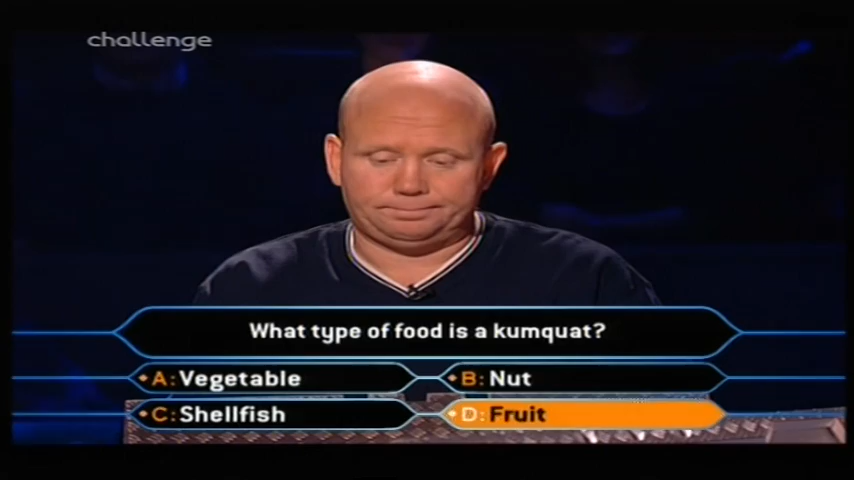 challenge
What type of food is a kumquat?
A: Vegetable
B: Nut
C: Shellfish
D: Fruit